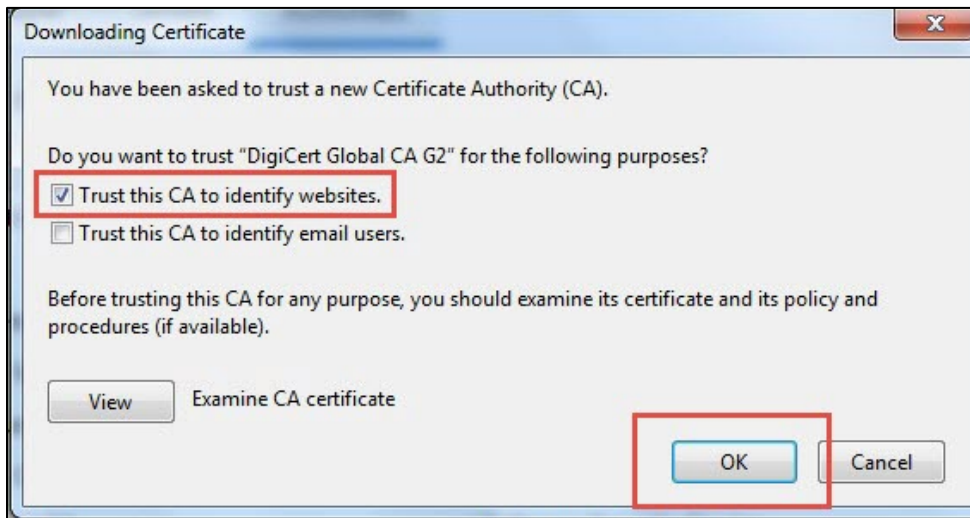 Downloading Certificate
You have been asked to trust a new Certificate Authority (CA).
Do you want to trust “DigiCert Global CA G2” for the following purposes?
Trust this CA to identify websites.
Trust this CA to identify email users.
Before trusting this CA for any purpose, you should examine its certificate and its policy and
procedures (if available).
View Examine CA certificate
OK Cancel